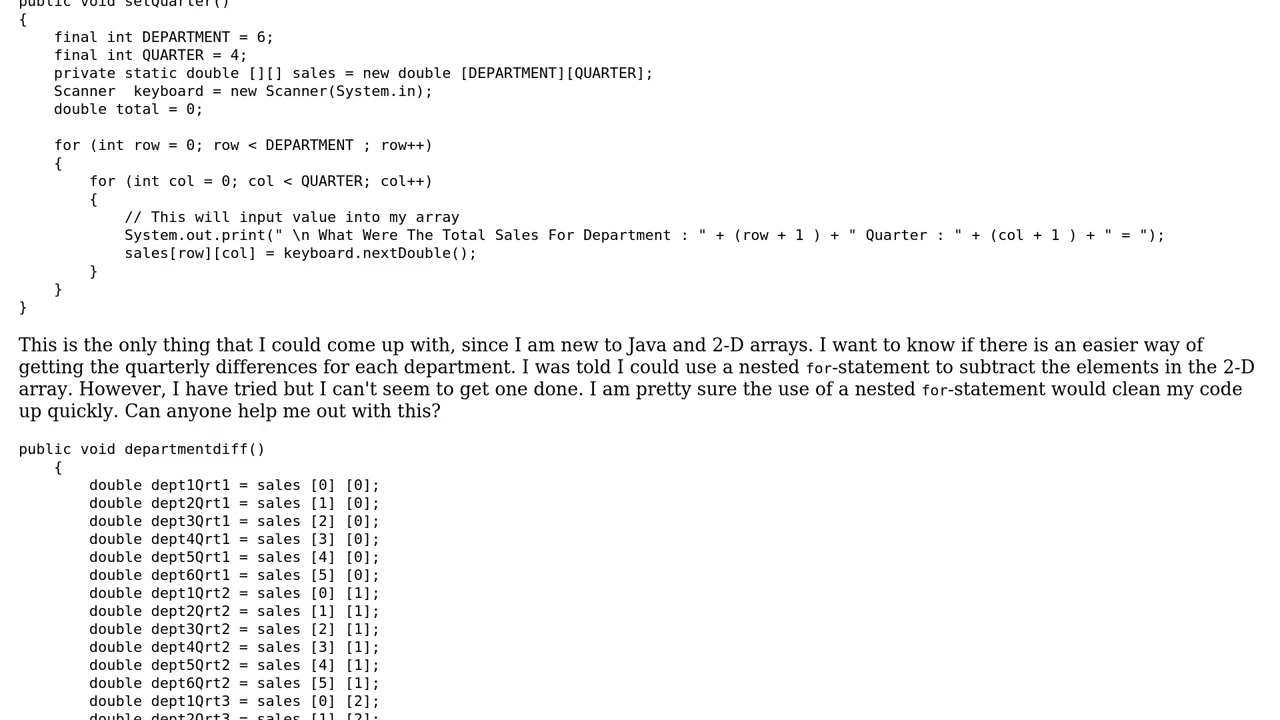 public void setQuarter()
{
    final int DEPARTMENT = 6;
    final int QUARTER = 4;
    private static double [][] sales = new double [DEPARTMENT][QUARTER];
    Scanner  keyboard = new Scanner(System.in);
    double total = 0;

    for (int row = 0; row < DEPARTMENT ; row++)
    {
        for (int col = 0; col < QUARTER; col++)
        {
            // This will input value into my array
            System.out.print(" \n What Were The Total Sales For Department : " + (row + 1 ) + " Quarter : " + (col + 1 ) + " = ");
            sales[row][col] = keyboard.nextDouble();
        }
    }
}
This is the only thing that I could come up with, since I am new to Java and 2-D arrays. I want to know if there is an easier way of
getting the quarterly differences for each department. I was told I could use a nested for-statement to subtract the elements in the 2-D
array. However, I have tried but I can't seem to get one done. I am pretty sure the use of a nested for-statement would clean my code
up quickly. Can anyone help me out with this?
public void departmentdiff()
    {
        double dept1Qrt1 = sales [0] [0];
        double dept2Qrt1 = sales [1] [0];
        double dept3Qrt1 = sales [2] [0];
        double dept4Qrt1 = sales [3] [0];
        double dept5Qrt1 = sales [4] [0];
        double dept6Qrt1 = sales [5] [0];
        double dept1Qrt2 = sales [0] [1];
        double dept2Qrt2 = sales [1] [1];
        double dept3Qrt2 = sales [2] [1];
        double dept4Qrt2 = sales [3] [1];
        double dept5Qrt2 = sales [4] [1];
        double dept6Qrt2 = sales [5] [1];
        double dept1Qrt3 = sales [0] [2];
        double dept2Qrt3 = sales [1] [2];